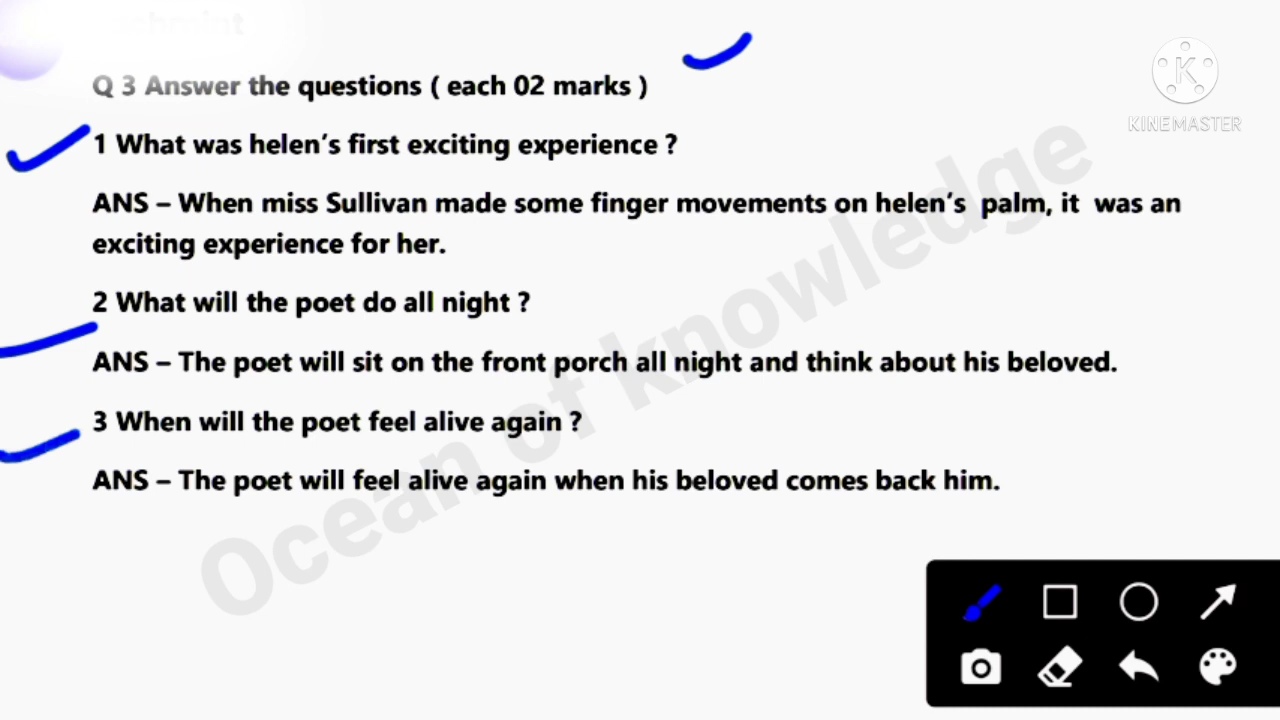 Q 3 Answer the questions ( each 02 marks )
KINEMASTER
1 What was helen's first exciting experience ?
ANS – When miss Sullivan made some finger movements on helen's palm, it was an
exciting experience for her.
2 What will the poet do all night ?
ANS – The poet will sit on the front porch all night and think about his beloved.
3 When will the poet feel alive again ?
ANS – The poet will feel alive again when his beloved comes back him.
Ocean of knowledge